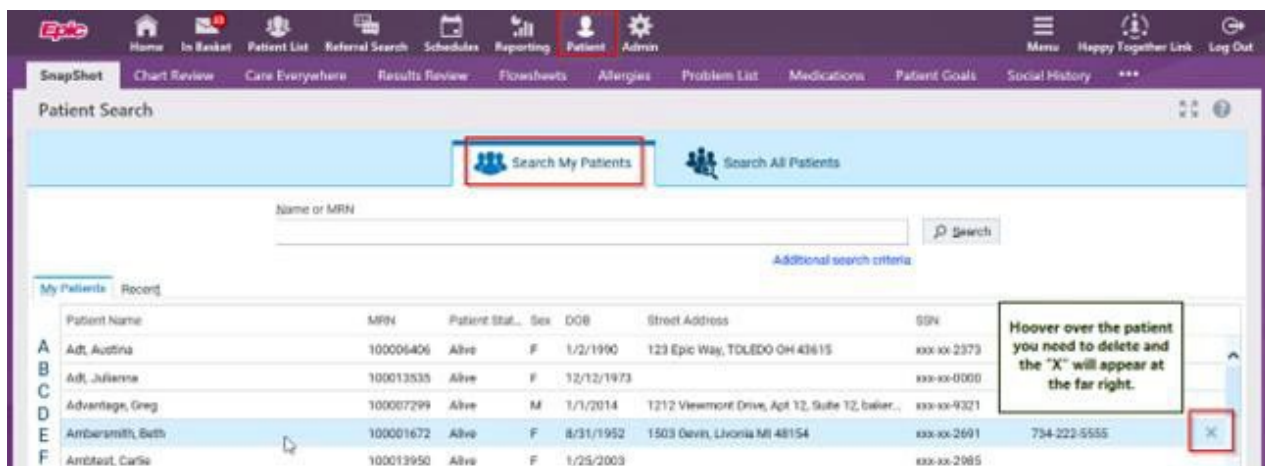 Epic
Home In Basket Patient List Referral Search Schedules Reporting Patient Admin Menu Happy Together Link Log Out
SnapShot Chart Review Care Everywhere Results Review Flowsheets Allergies Problem List Medications Patient Goals Social History •••
Patient Search
Search My Patients Search All Patients
Name or MRN
Search
Additional search criteria
My Patients Recent
Patient Name MRN Patient Stat... Sex DOB Street Address SSN
A Adt, Austina 100006406 Alive F 1/2/1990 123 Epic Way, TOLEDO OH 43615 xxx-xx-2373
B
Adt, Julianna 100013535 Alive F 12/12/1973 xxx-xx-0000
C
D Advantage, Greg 100007299 Alive M 1/1/2014 1212 Viewmont Drive, Apt 12, Suite 12, baker... xxx-xx-9321
E Ambersmith, Beth 100001672 Alive F 8/31/1952 1503 Devin, Livonia MI 48154 xxx-xx-2691 734-222-5555 X
F Ambtest, Carlie 100013950 Alive F 1/25/2003 xxx-xx-2985
Hoover over the patient
you need to delete and
the "X" will appear at
the far right.